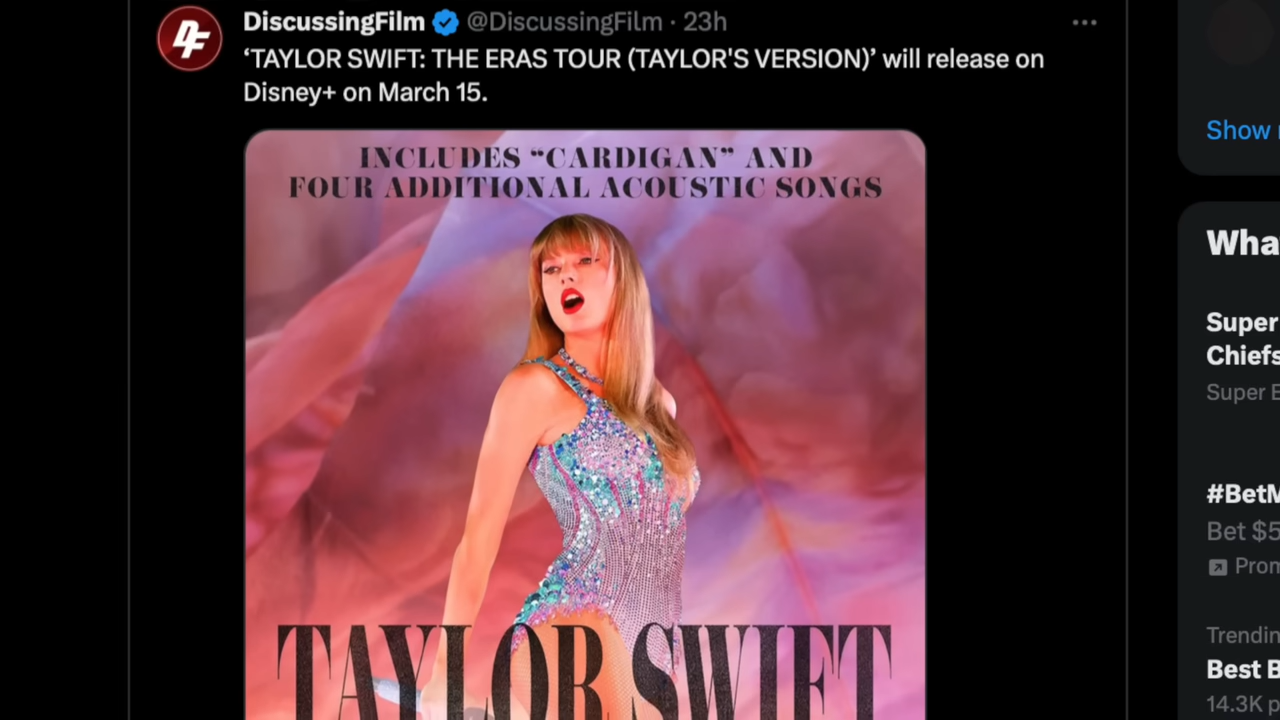 DiscussingFilm @DiscussingFilm · 23h
‘TAYLOR SWIFT: THE ERAS TOUR (TAYLOR'S VERSION)’ will release on
Disney+ on March 15.
INCLUDES “CARDIGAN” AND
FOUR ADDITIONAL ACOUSTIC SONGS
TAYLOR SWIFT
Show
Wha
Super
Chiefs
Super
#BetM
Bet $5
Prom
Trendin
Best B
14.3K p